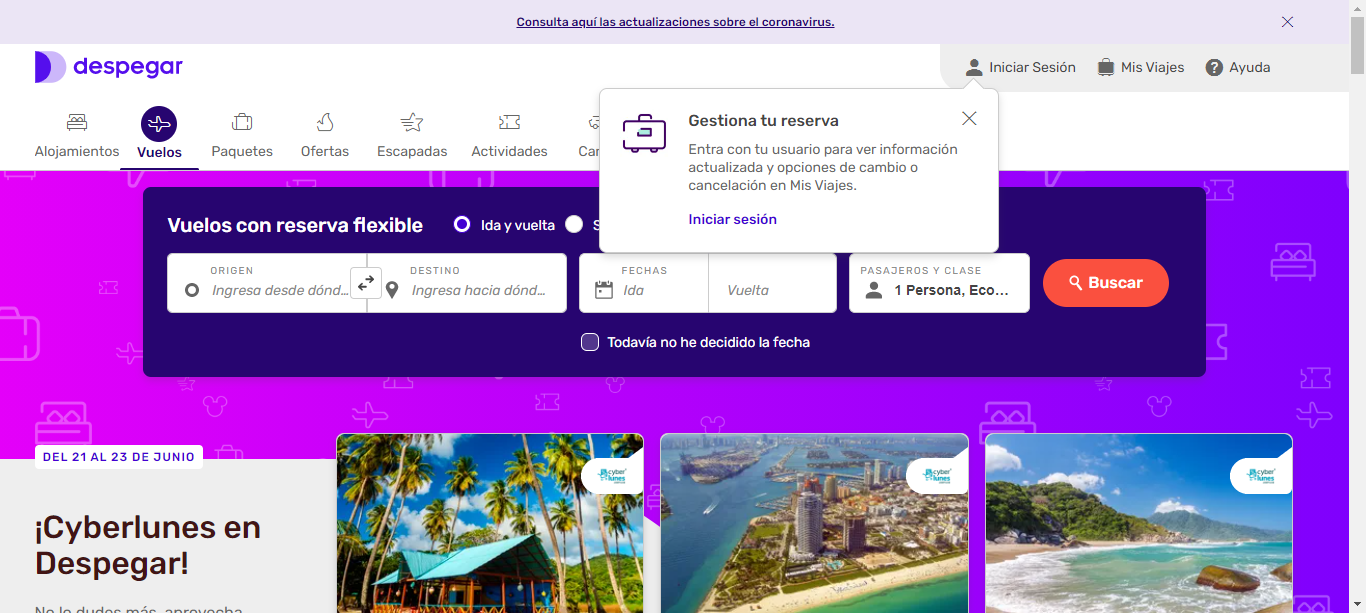 Consulta aquí las actualizaciones sobre el coronavirus.
despegar
Iniciar Sesión
Mis Viajes
Ayuda
Alojamientos
Vuelos
Paquetes
Ofertas
Escapadas
Actividades
Gestiona tu reserva
Entra con tu usuario para ver información
actualizada y opciones de cambio o
cancelación en Mis Viajes.
Iniciar sesión
Vuelos con reserva flexible
Ida y vuelta
ORIGEN
Ingresa desde dónd...
DESTINO
Ingresa hacia dónd...
FECHAS
Ida
Vuelta
PASAJEROS Y CLASE
1 Persona, Eco...
Buscar
Todavía no he decidido la fecha
DEL 21 AL 23 DE JUNIO
¡Cyberlunes en
Despegar!
No lo dudes más, aprovecha
cyber
lunes
cyber
lunes
cyber
lunes